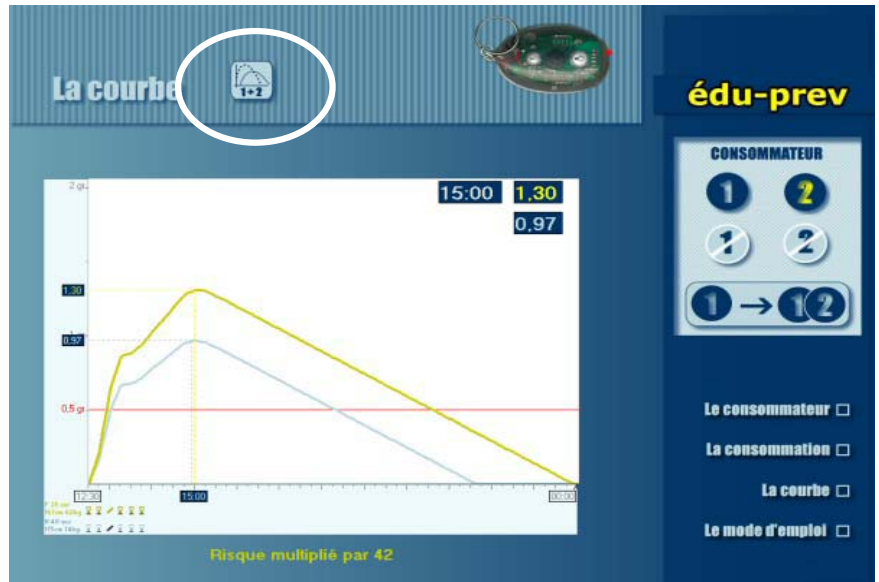 La courbe
1+2
édu-prev
CONSOMMATEUR
1 2
1 2
1 → 1 2
2 gr.
15:00 1,30
0,97
1,30
0,97
0,5 gr
12:30 15:00 00:00
Risque multiplié par 42
Le consommateur
La consommation
La courbe
Le mode d'emploi